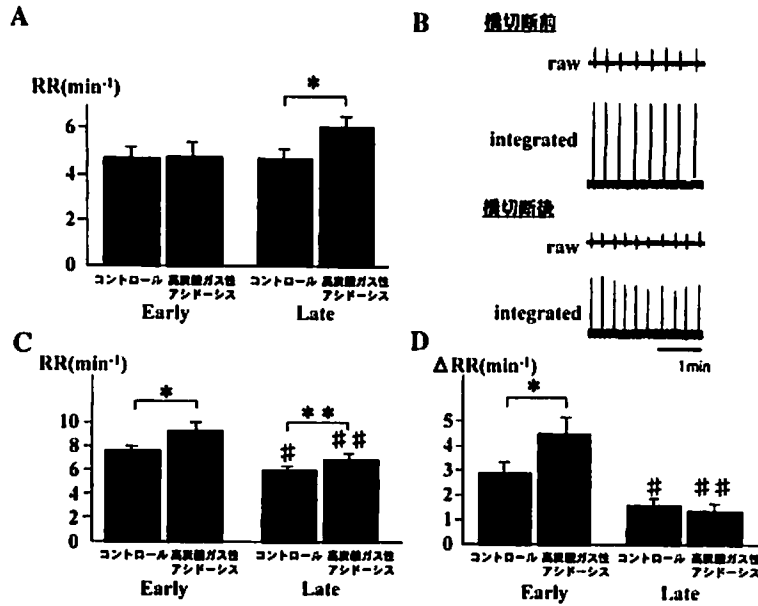 A
RR(min⁻¹)
*
6
4
2
0
コントロール 高炭酸ガス性アシドーシス コントロール 高炭酸ガス性アシドーシス
Early Late
B
橋切断前
raw
integrated
橋切断後
raw
integrated
1min
C
RR(min⁻¹)
*
**
# ##
10
8
6
4
2
0
コントロール 高炭酸ガス性アシドーシス コントロール 高炭酸ガス性アシドーシス
Early Late
D
ΔRR(min⁻¹)
*
# ##
5
4
3
2
1
0
コントロール 高炭酸ガス性アシドーシス コントロール 高炭酸ガス性アシドーシス
Early Late